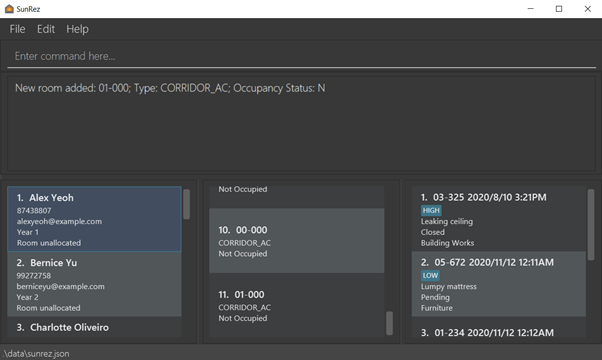 SunRez
File Edit Help
Enter command here...
New room added: 01-000; Type: CORRIDOR_AC; Occupancy Status: N
1. Alex Yeoh
87438807
alexyeoh@example.com
Year 1
Room unallocated
2. Bernice Yu
99272758
berniceyu@example.com
Year 2
Room unallocated
3. Charlotte Oliveiro
Not Occupied
10. 00-000
CORRIDOR_AC
Not Occupied
11. 01-000
CORRIDOR_AC
Not Occupied
1. 03-325 2020/8/10 3:21PM
HIGH
Leaking ceiling
Closed
Building Works
2. 05-672 2020/11/12 12:11AM
LOW
Lumpy mattress
Pending
Furniture
3. 01-234 2020/11/12 12:12AM
.\data\sunrez.json